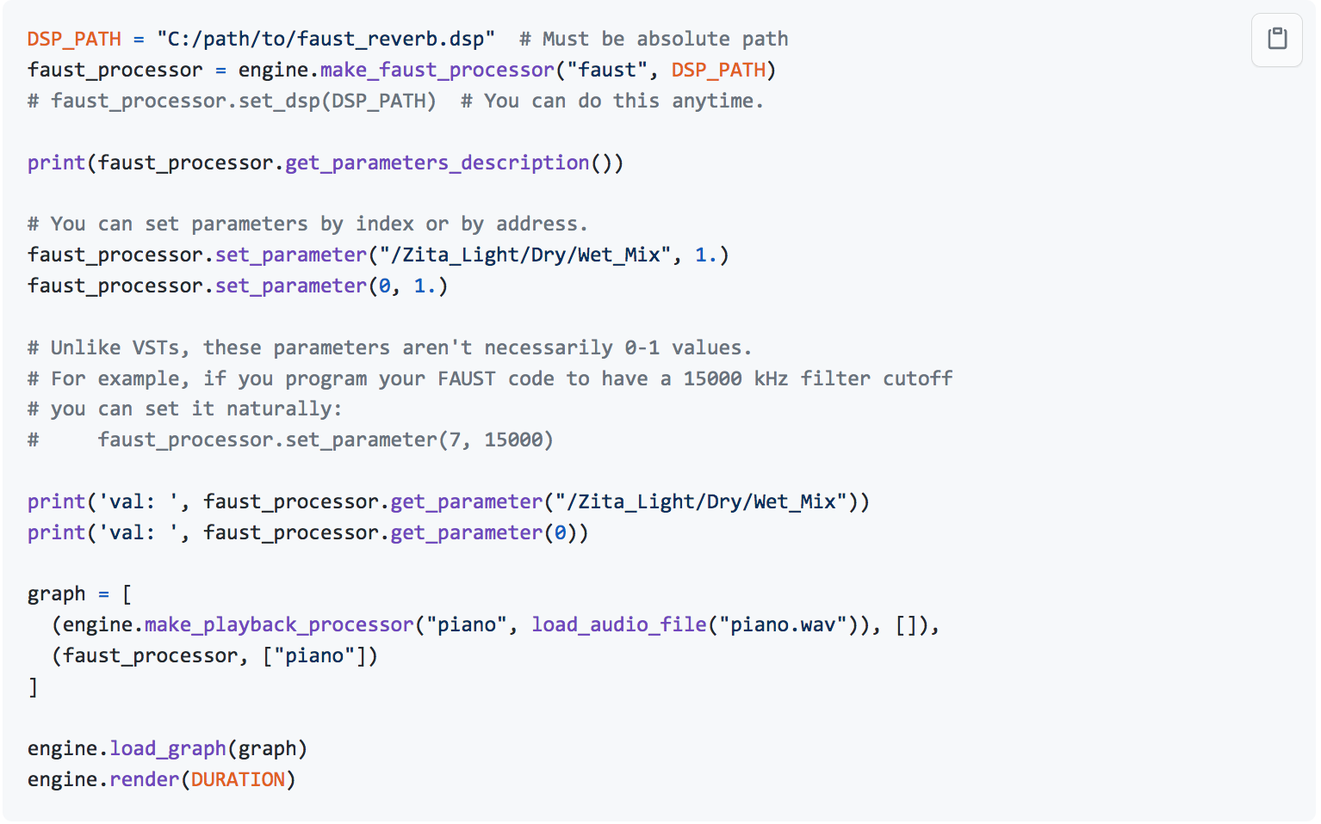 DSP_PATH = "C:/path/to/faust_reverb.dsp"  # Must be absolute path
faust_processor = engine.make_faust_processor("faust", DSP_PATH)
# faust_processor.set_dsp(DSP_PATH)  # You can do this anytime.

print(faust_processor.get_parameters_description())

# You can set parameters by index or by address.
faust_processor.set_parameter("/Zita_Light/Dry/Wet_Mix", 1.)
faust_processor.set_parameter(0, 1.)

# Unlike VSTs, these parameters aren't necessarily 0-1 values.
# For example, if you program your FAUST code to have a 15000 kHz filter cutoff
# you can set it naturally:
#     faust_processor.set_parameter(7, 15000)

print('val: ', faust_processor.get_parameter("/Zita_Light/Dry/Wet_Mix"))
print('val: ', faust_processor.get_parameter(0))

graph = [
  (engine.make_playback_processor("piano", load_audio_file("piano.wav")), []),
  (faust_processor, ["piano"])
]

engine.load_graph(graph)
engine.render(DURATION)